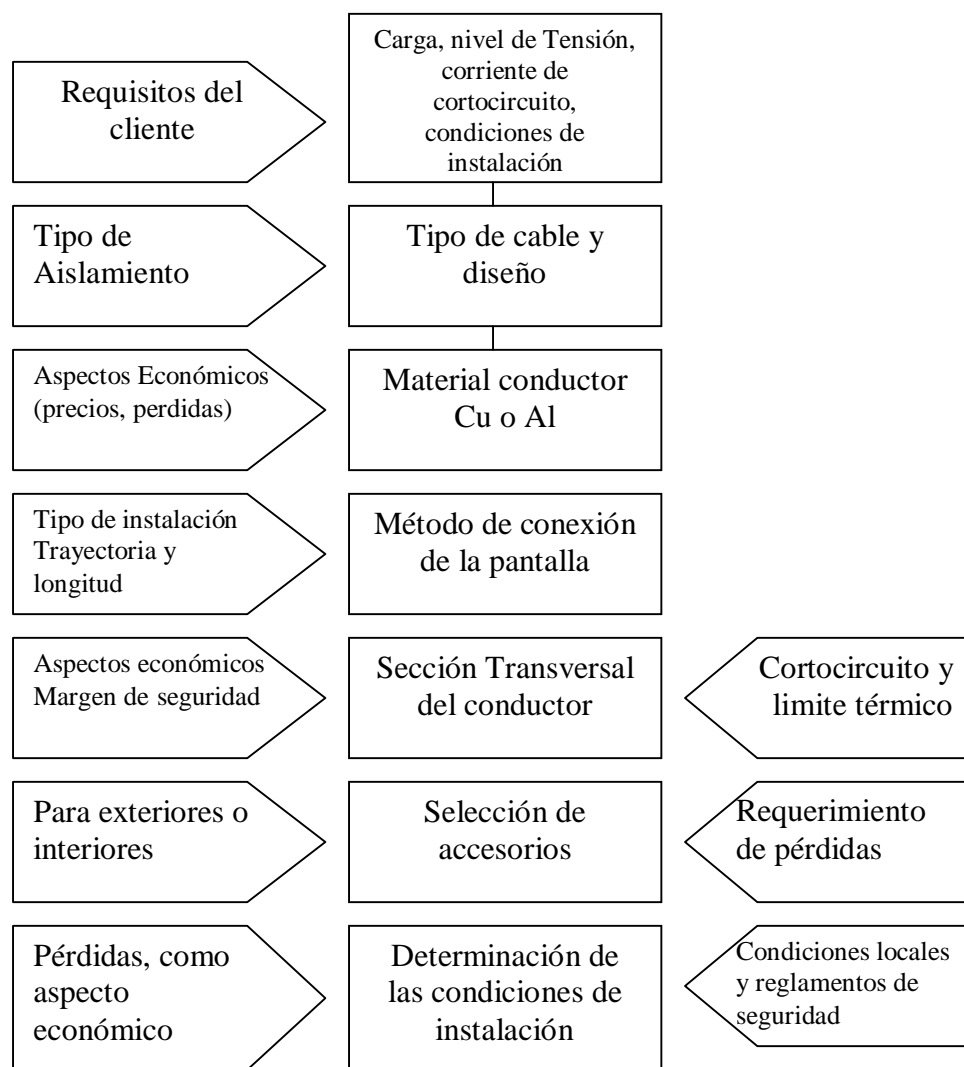 Requisitos del
cliente
Carga, nivel de Tensión,
corriente de
cortocircuito,
condiciones de
instalación
Tipo de
Aislamiento
Tipo de cable y
diseño
Aspectos Económicos
(precios, perdidas)
Material conductor
Cu o Al
Tipo de instalación
Trayectoria y
longitud
Método de conexión
de la pantalla
Aspectos económicos
Margen de seguridad
Sección Transversal
del conductor
Cortocircuito y
limite térmico
Para exteriores o
interiores
Selección de
accesorios
Requerimiento
de pérdidas
Pérdidas, como
aspecto
económico
Determinación de
las condiciones de
instalación
Condiciones locales
y reglamentos de
seguridad